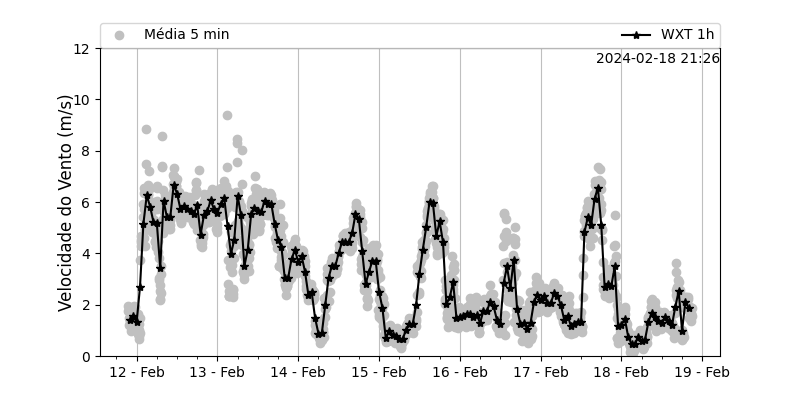 Média 5 min
WXT 1h
2024-02-18 21:26
Velocidade do Vento (m/s)
12
10
8
6
4
2
0
12 - Feb
13 - Feb
14 - Feb
15 - Feb
16 - Feb
17 - Feb
18 - Feb
19 - Feb